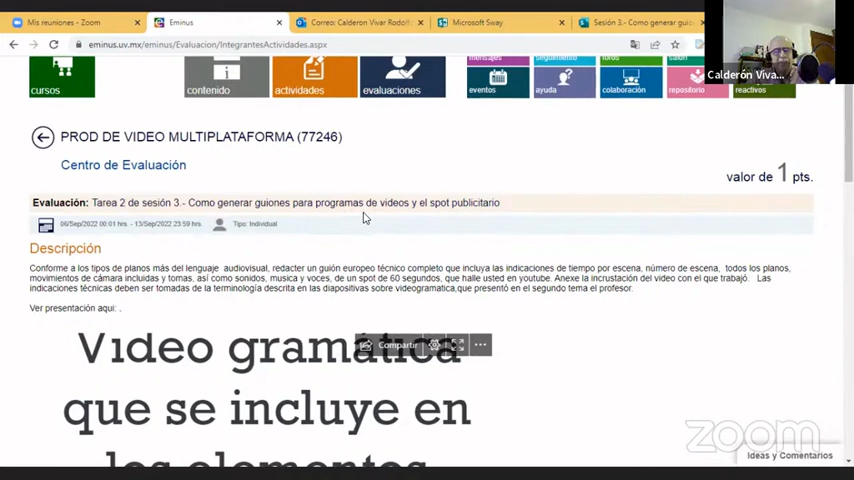 Mis reuniones - Zoom
Eminus
Correo: Calderon Vivar Rodolf
Microsoft Sway
Sesión 3.- Como generar guion
eminus.uv.mx/eminus/Evaluacion/IntegrantesActividades.aspx
Calderón Viva...
cursos
contenido
actividades
evaluaciones
mensajes
seguimiento
foros
salón
eventos
ayuda
colaboración
repositorio
reactivos
PROD DE VIDEO MULTIPLATAFORMA (77246)
Centro de Evaluación
valor de 1 pts.
Evaluación: Tarea 2 de sesión 3.- Como generar guiones para programas de videos y el spot publicitario
06/Sep/2022 00:01 hrs. - 13/Sep/2022 23:59 hrs. Tipo: Individual
Descripción
Conforme a los tipos de planos más del lenguaje audiovisual, redacter un guión europeo técnico completo que incluya las indicaciones de tiempo por escena, número de escena, todos los planos,
movimientos de cámara incluidas y tomas, así como sonidos, musica y voces, de un spot de 60 segundos, que halle usted en youtube. Anexe la incrustación del video con el que trabajó. Las
indicaciones técnicas deben ser tomadas de la terminología descrita en las diapositivas sobre videogramatica,que presentó en el segundo tema el profesor.
Ver presentación aqui: .
Video gramática
Compartir
que se incluye en
los elementos
zoom
Ideas y Comentarios